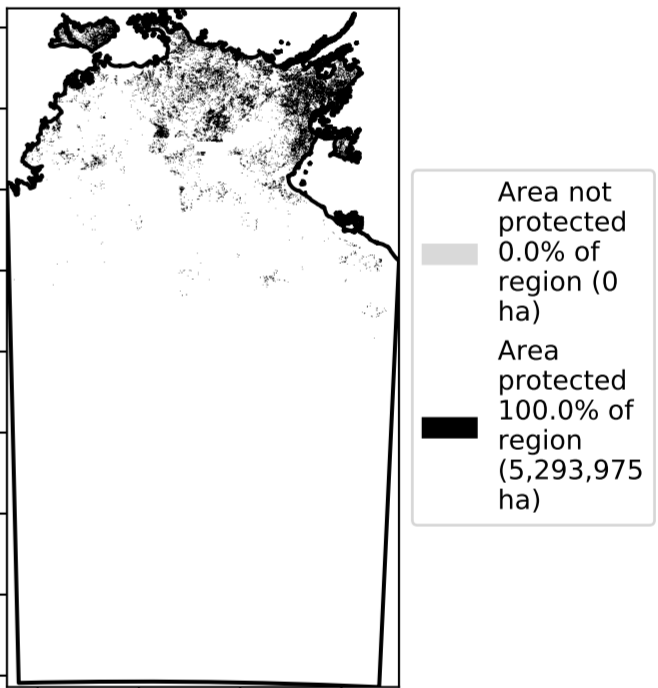 Area not
protected
0.0% of
region (0
ha)
Area
protected
100.0% of
region
(5,293,975
ha)